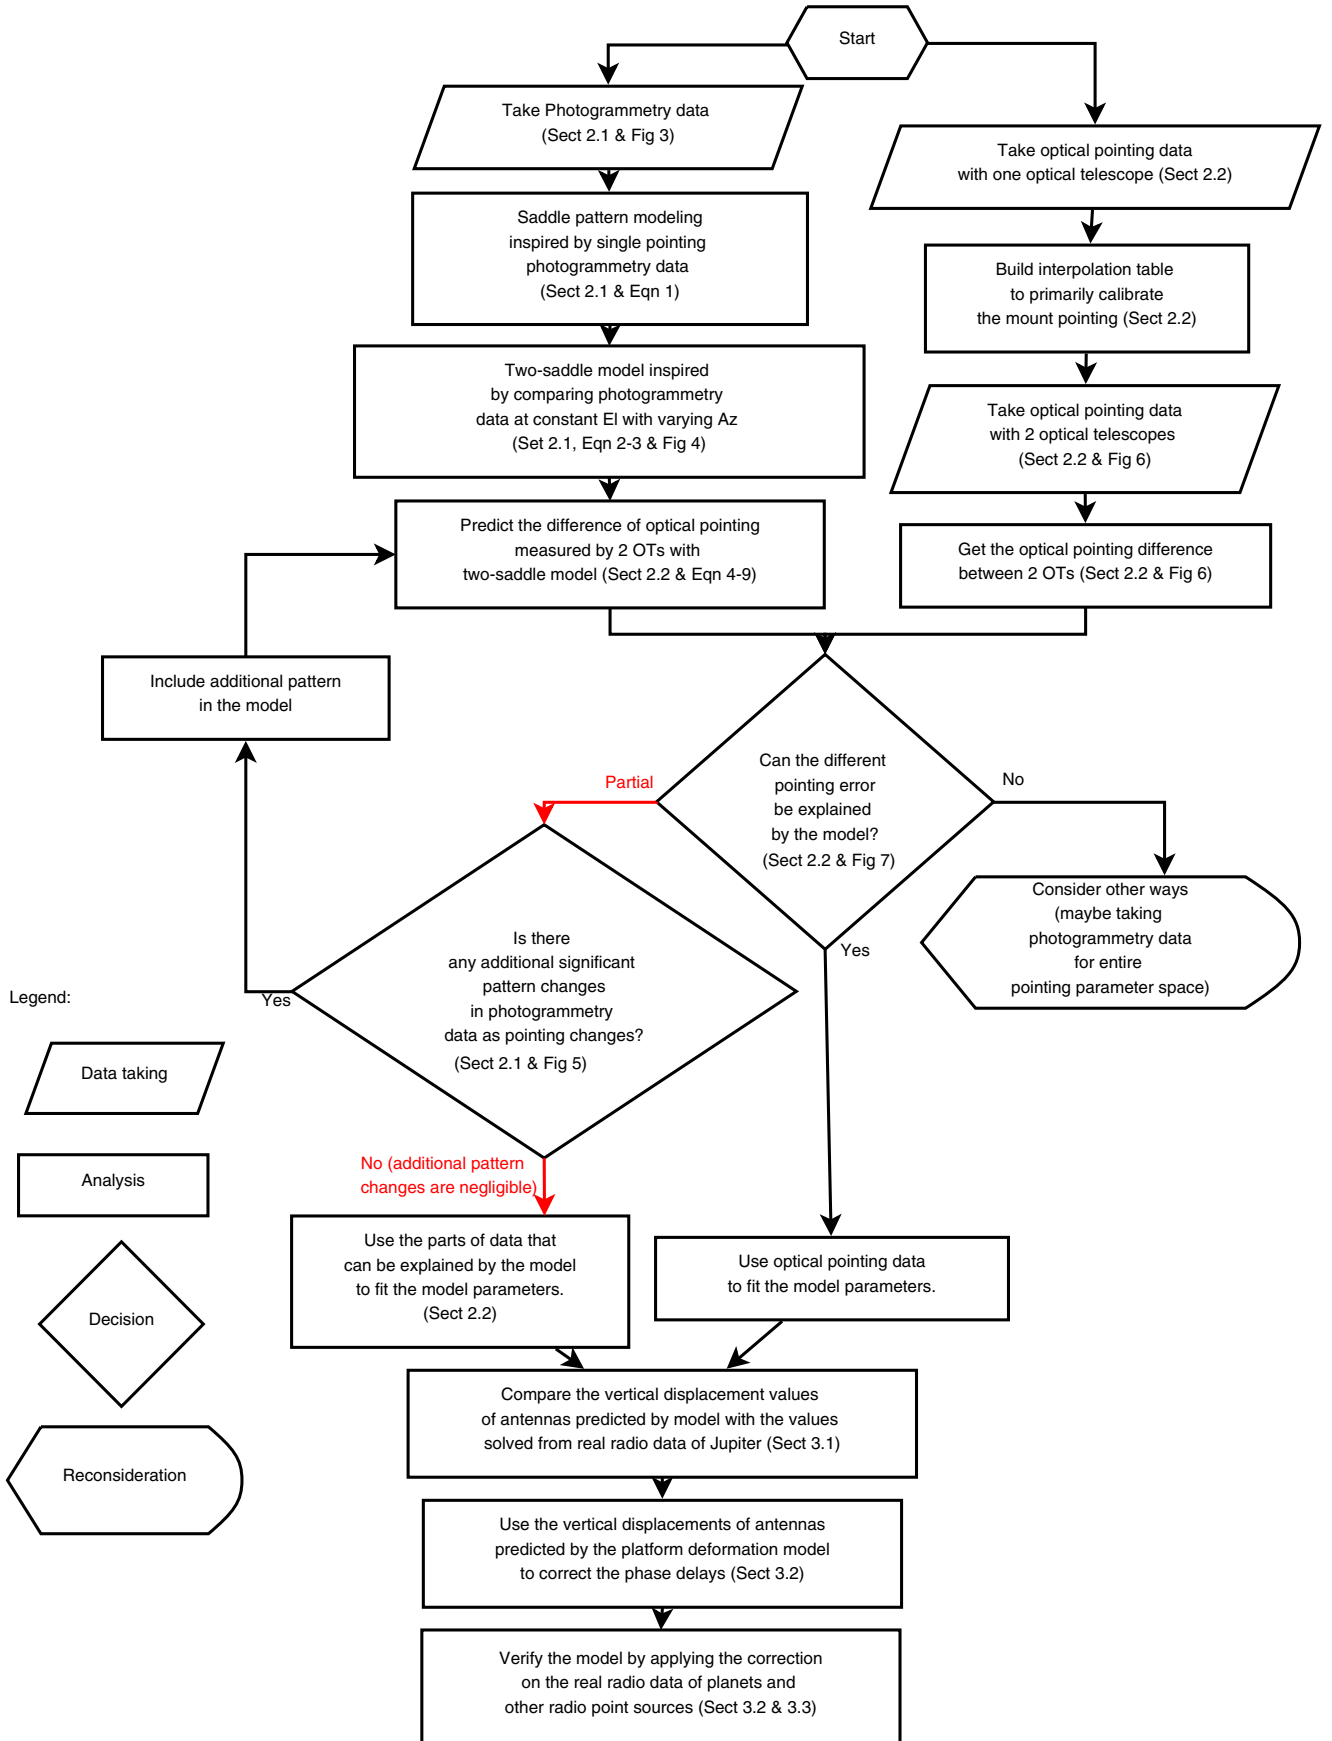 Start
Take Photogrammetry data
(Sect 2.1 & Fig 3)
Take optical pointing data
with one optical telescope (Sect 2.2)
Saddle pattern modeling
inspired by single pointing
photogrammetry data
(Sect 2.1 & Eqn 1)
Build interpolation table
to primarily calibrate
the mount pointing (Sect 2.2)
Two-saddle model inspired
by comparing photogrammetry
data at constant El with varying Az
(Set 2.1, Eqn 2-3 & Fig 4)
Take optical pointing data
with 2 optical telescopes
(Sect 2.2 & Fig 6)
Predict the difference of optical pointing
measured by 2 OTs with
two-saddle model (Sect 2.2 & Eqn 4-9)
Get the optical pointing difference
between 2 OTs (Sect 2.2 & Fig 6)
Include additional pattern
in the model
Can the different
pointing error
be explained
by the model?
(Sect 2.2 & Fig 7)
Partial
No
Yes
Consider other ways
(maybe taking
photogrammetry data
for entire
pointing parameter space)
Is there
any additional significant
pattern changes
in photogrammetry
data as pointing changes?
(Sect 2.1 & Fig 5)
Yes
No (additional pattern
changes are negligible)
Legend:
Data taking
Analysis
Decision
Reconsideration
Use the parts of data that
can be explained by the model
to fit the model parameters.
(Sect 2.2)
Use optical pointing data
to fit the model parameters.
Compare the vertical displacement values
of antennas predicted by model with the values
solved from real radio data of Jupiter (Sect 3.1)
Use the vertical displacements of antennas
predicted by the platform deformation model
to correct the phase delays (Sect 3.2)
Verify the model by applying the correction
on the real radio data of planets and
other radio point sources (Sect 3.2 & 3.3)